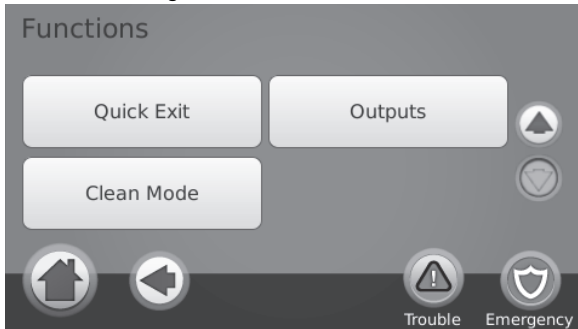 Functions
Quick Exit
Outputs
Clean Mode
Trouble
Emergency